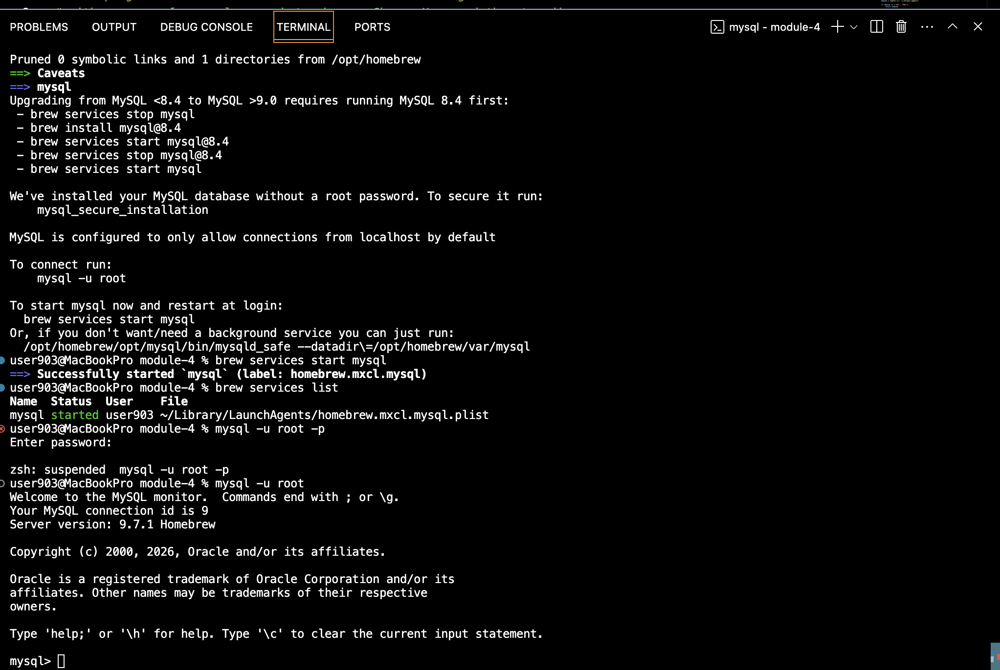 PROBLEMS OUTPUT DEBUG CONSOLE TERMINAL PORTS mysql - module-4
Pruned 0 symbolic links and 1 directories from /opt/homebrew
==> Caveats
==> mysql
Upgrading from MySQL <8.4 to MySQL >9.0 requires running MySQL 8.4 first:
 - brew services stop mysql
 - brew install mysql@8.4
 - brew services start mysql@8.4
 - brew services stop mysql@8.4
 - brew services start mysql
We've installed your MySQL database without a root password. To secure it run:
    mysql_secure_installation
MySQL is configured to only allow connections from localhost by default
To connect run:
    mysql -u root
To start mysql now and restart at login:
  brew services start mysql
Or, if you don't want/need a background service you can just run:
  /opt/homebrew/opt/mysql/bin/mysqld_safe --datadir\=/opt/homebrew/var/mysql
user903@MacBookPro module-4 % brew services start mysql
==> Successfully started `mysql` (label: homebrew.mxcl.mysql)
user903@MacBookPro module-4 % brew services list
Name  Status  User    File
mysql started user903 ~/Library/LaunchAgents/homebrew.mxcl.mysql.plist
user903@MacBookPro module-4 % mysql -u root -p
Enter password:
zsh: suspended  mysql -u root -p
user903@MacBookPro module-4 % mysql -u root
Welcome to the MySQL monitor.  Commands end with ; or \g.
Your MySQL connection id is 9
Server version: 9.7.1 Homebrew
Copyright (c) 2000, 2026, Oracle and/or its affiliates.
Oracle is a registered trademark of Oracle Corporation and/or its
affiliates. Other names may be trademarks of their respective
owners.
Type 'help;' or '\h' for help. Type '\c' to clear the current input statement.
mysql>